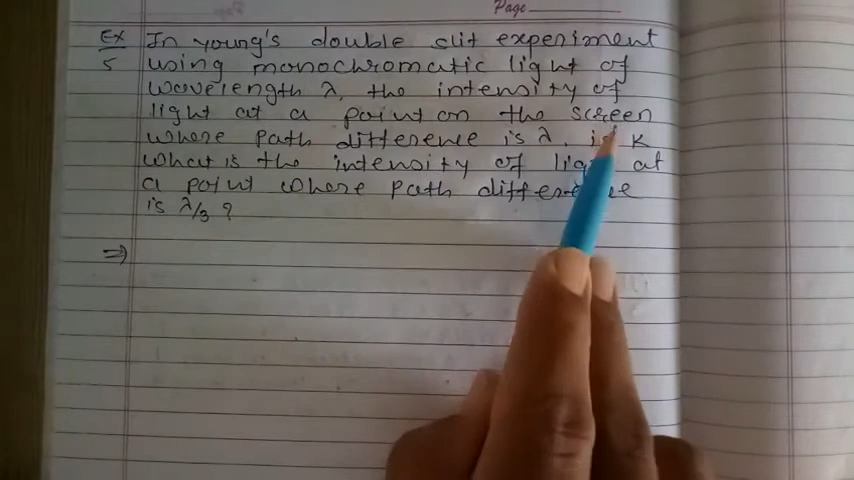 Page
Ex In young's double slit experiment
5 using monochromatic light of
wavelength λ, the intensity of
light at a point on the screen
where path difference is λ, is K
what is the intensity of light at
a point where path difference
is λ/3 ?
⇒